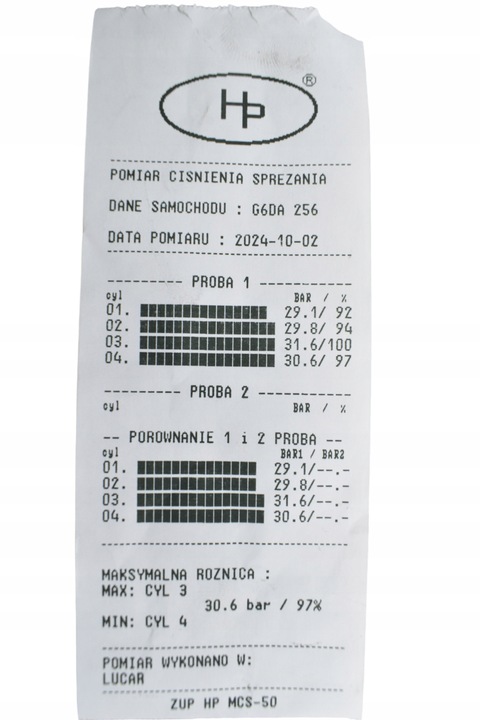 HP ®
POMIAR CISNIENIA SPREZANIA
DANE SAMOCHODU : G6DA 256
DATA POMIARU : 2024-10-02
--------- PROBA 1 -----------
cyl BAR / %
01. 29.1/ 92
02. 29.8/ 94
03. 31.6/100
04. 30.6/ 97
--------- PROBA 2 -----------
cyl BAR / %
-- POROWNANIE 1 i 2 PROBA --
cyl BAR1 / BAR2
01. 29.1/--.-
02. 29.8/--.-
03. 31.6/--.-
04. 30.6/--.-
MAKSYMALNA ROZNICA :
MAX: CYL 3
30.6 bar / 97%
MIN: CYL 4
POMIAR WYKONANO W:
LUCAR
ZUP HP MCS-50